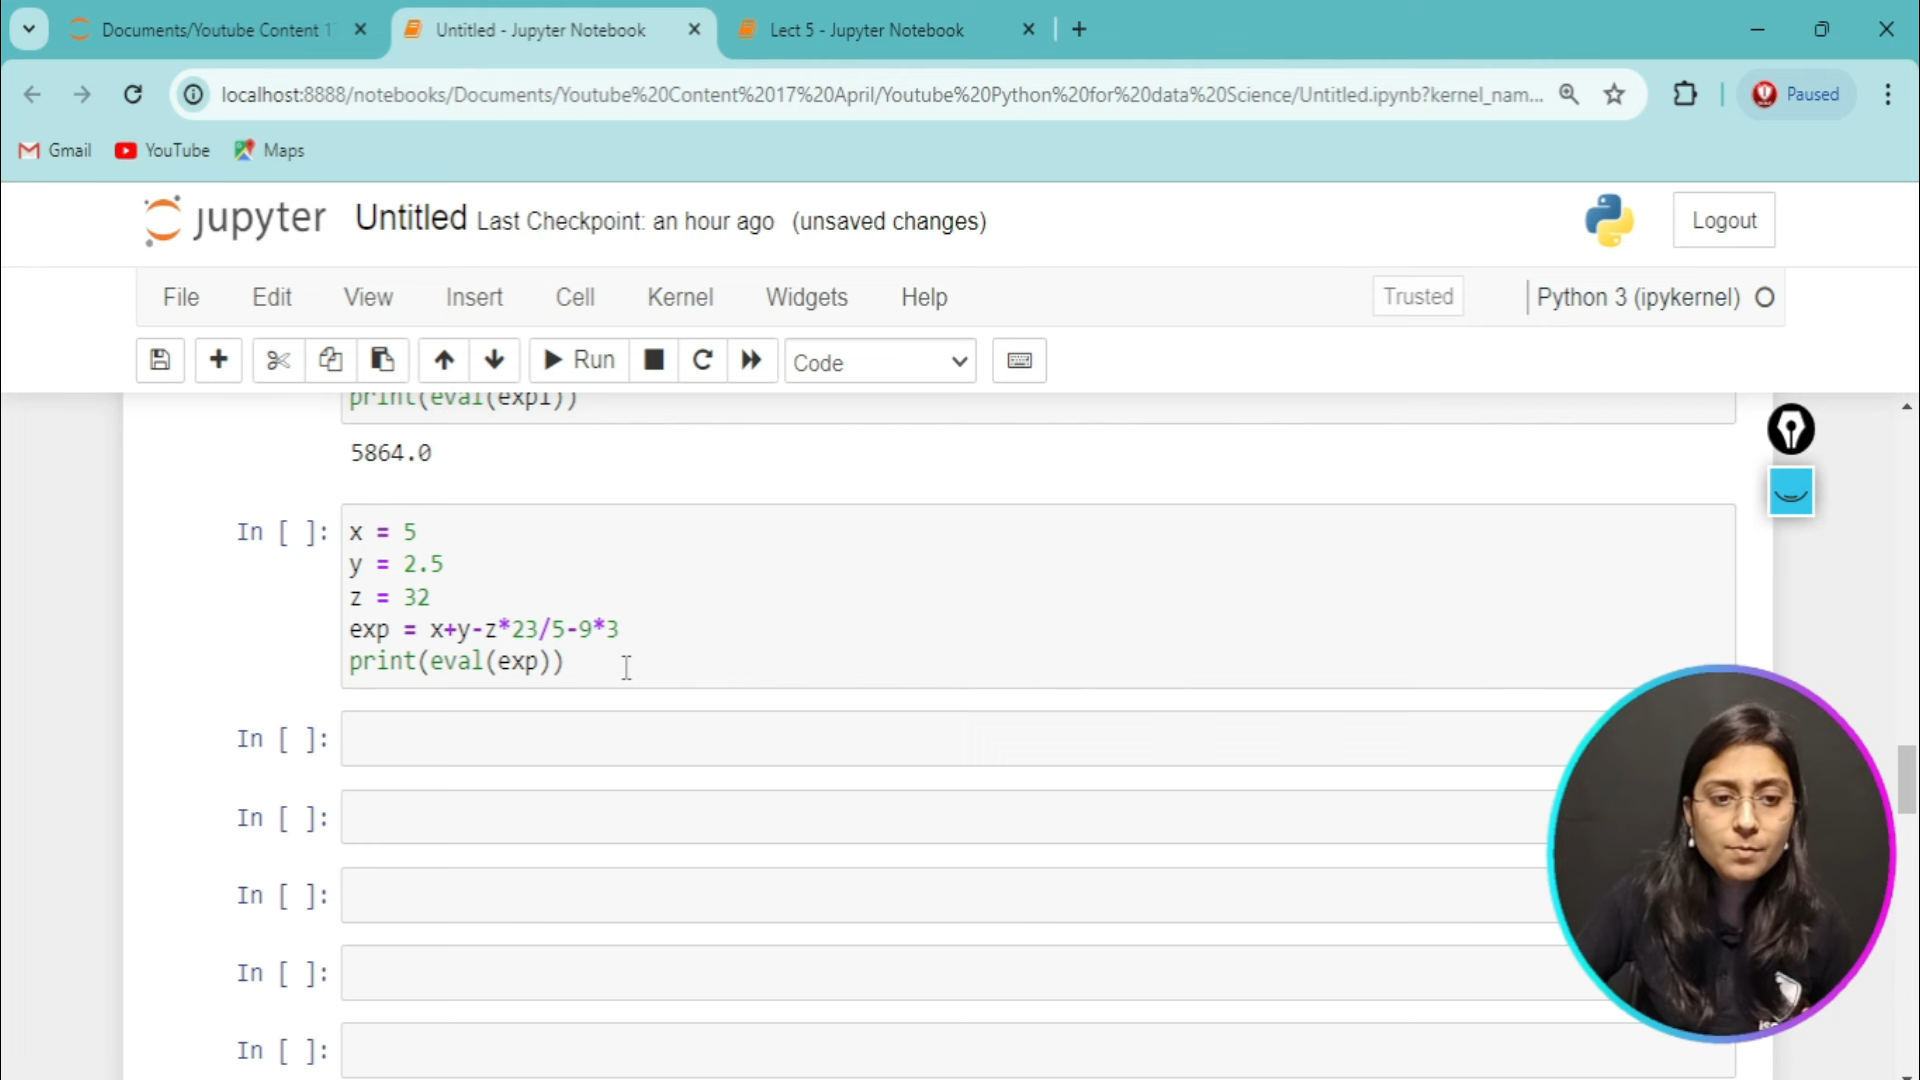 Documents/Youtube Content 1
Untitled - Jupyter Notebook
Lect 5 - Jupyter Notebook
localhost:8888/notebooks/Documents/Youtube%20Content%2017%20April/Youtube%20Python%20for%20data%20Science/Untitled.ipynb?kernel_nam...
Paused
Gmail
YouTube
Maps
jupyter
Untitled Last Checkpoint: an hour ago (unsaved changes)
Logout
File Edit View Insert Cell Kernel Widgets Help
Trusted
Python 3 (ipykernel)
Run
Code
print(eval(exp1))
5864.0
In [ ]:
x = 5
y = 2.5
z = 32
exp = x+y-z*23/5-9*3
print(eval(exp))
In [ ]:
In [ ]:
In [ ]:
In [ ]:
In [ ]: